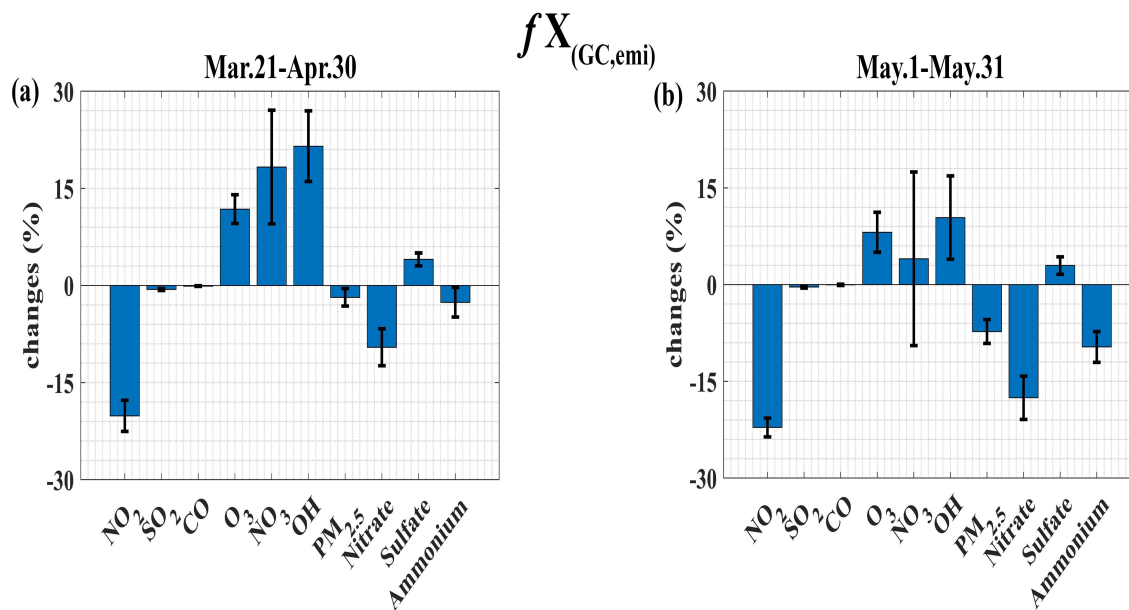 fX(GC,emi)
Mar.21-Apr.30
May.1-May.31
(a)
(b)
changes (%)
30
15
0
-15
-30
NO2
SO2
CO
O3
NO3
OH
PM2.5
Nitrate
Sulfate
Ammonium
changes (%)
30
15
0
-15
-30
NO2
SO2
CO
O3
NO3
OH
PM2.5
Nitrate
Sulfate
Ammonium